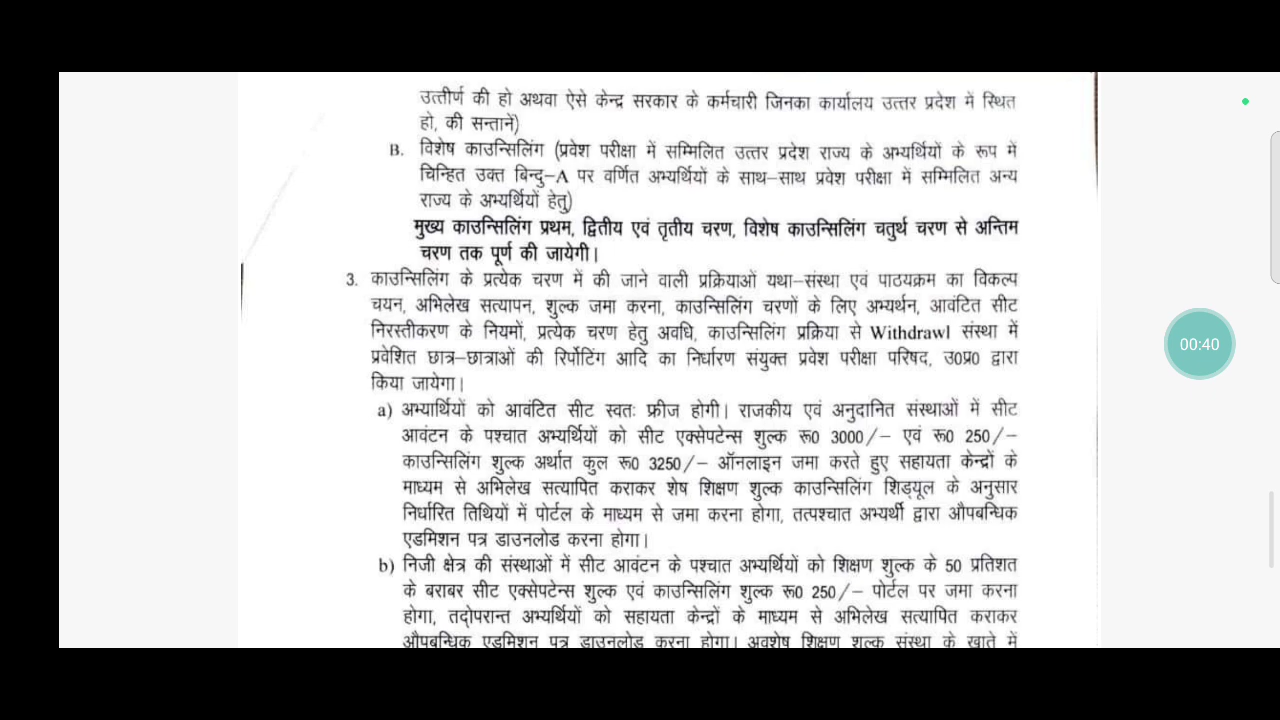 उत्तीर्ण की हो अथवा ऐसे केन्द्र सरकार के कर्मचारी जिनका कार्यालय उत्तर प्रदेश में स्थित
हो, की सन्तानें)
B. विशेष काउन्सिलिंग (प्रवेश परीक्षा में सम्मिलित उत्तर प्रदेश राज्य के अभ्यर्थियों के रूप में
चिन्हित उक्त बिन्दु–A पर वर्णित अभ्यर्थियों के साथ–साथ प्रवेश परीक्षा में सम्मिलित अन्य
राज्य के अभ्यर्थियों हेतु)
मुख्य काउन्सिलिंग प्रथम, द्वितीय एवं तृतीय चरण, विशेष काउन्सिलिंग चतुर्थ चरण से अन्तिम
चरण तक पूर्ण की जायेगी।
3. काउन्सिलिंग के प्रत्येक चरण में की जाने वाली प्रक्रियाओं यथा–संस्था एवं पाठयक्रम का विकल्प
चयन, अभिलेख सत्यापन, शुल्क जमा करना, काउन्सिलिंग चरणों के लिए अभ्यर्थन, आवंटित सीट
निरस्तीकरण के नियमों, प्रत्येक चरण हेतु अवधि, काउन्सिलिंग प्रक्रिया से Withdrawl संस्था में
प्रवेशित छात्र–छात्राओं की रिर्पोटिंग आदि का निर्धारण संयुक्त प्रवेश परीक्षा परिषद, उ0प्र0 द्वारा
किया जायेगा।
a) अभ्यार्थियों को आवंटित सीट स्वतः फ्रीज होगी। राजकीय एवं अनुदानित संस्थाओं में सीट
आवंटन के पश्चात अभ्यर्थियों को सीट एक्सेपटेन्स शुल्क रू0 3000/– एवं रू0 250/–
काउन्सिलिंग शुल्क अर्थात कुल रू0 3250/– ऑनलाइन जमा करते हुए सहायता केन्द्रों के
माध्यम से अभिलेख सत्यापित कराकर शेष शिक्षण शुल्क काउन्सिलिंग शिड्यूल के अनुसार
निर्धारित तिथियों में पोर्टल के माध्यम से जमा करना होगा, तत्पश्चात अभ्यर्थी द्वारा औपबन्धिक
एडमिशन पत्र डाउनलोड करना होगा।
b) निजी क्षेत्र की संस्थाओं में सीट आवंटन के पश्चात अभ्यर्थियों को शिक्षण शुल्क के 50 प्रतिशत
के बराबर सीट एक्सेपटेन्स शुल्क एवं काउन्सिलिंग शुल्क रू0 250/– पोर्टल पर जमा करना
होगा, तदोपरान्त अभ्यर्थियों को सहायता केन्द्रों के माध्यम से अभिलेख सत्यापित कराकर
औपबन्धिक एडमिशन पत्र डाउनलोड करना होगा। अवशेष शिक्षण शुल्क संस्था के खाते में
00:40